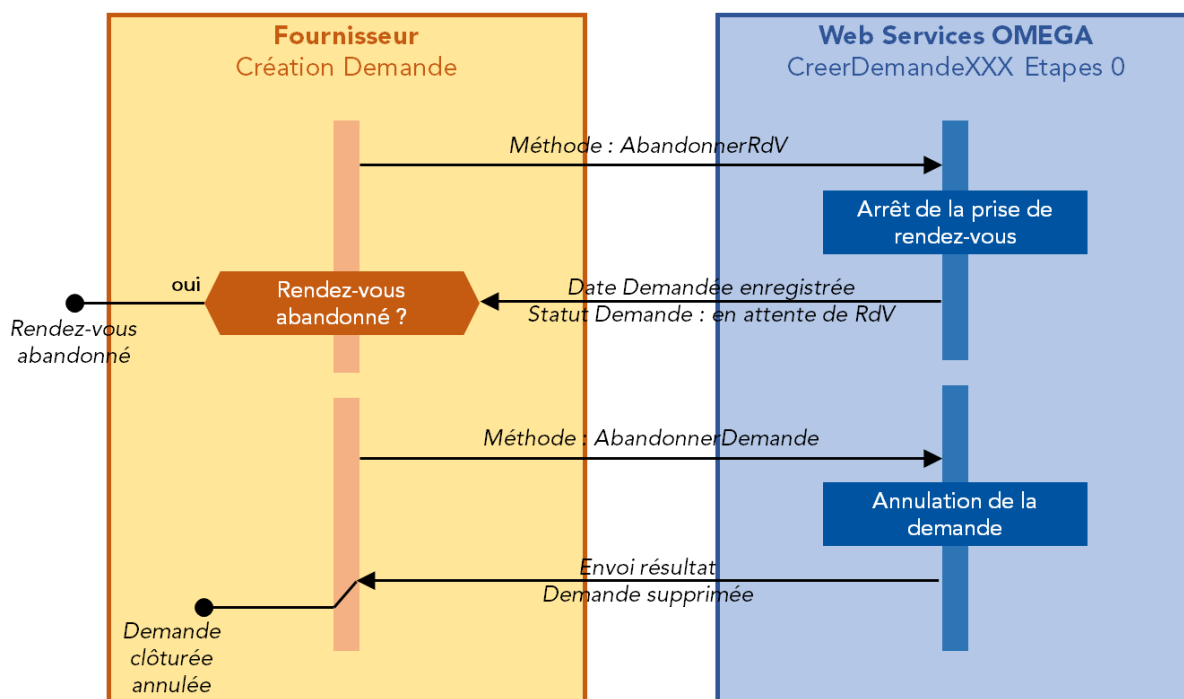 Fournisseur
Création Demande
Web Services OMEGA
CreerDemandeXXX Etapes 0
Méthode : AbandonnerRdV
Arrêt de la prise de
rendez-vous
oui
Rendez-vous
abandonné ?
Date Demandée enregistrée
Statut Demande : en attente de RdV
Rendez-vous
abandonné
Méthode : AbandonnerDemande
Annulation de la
demande
Envoi résultat
Demande supprimée
Demande
clôturée
annulée